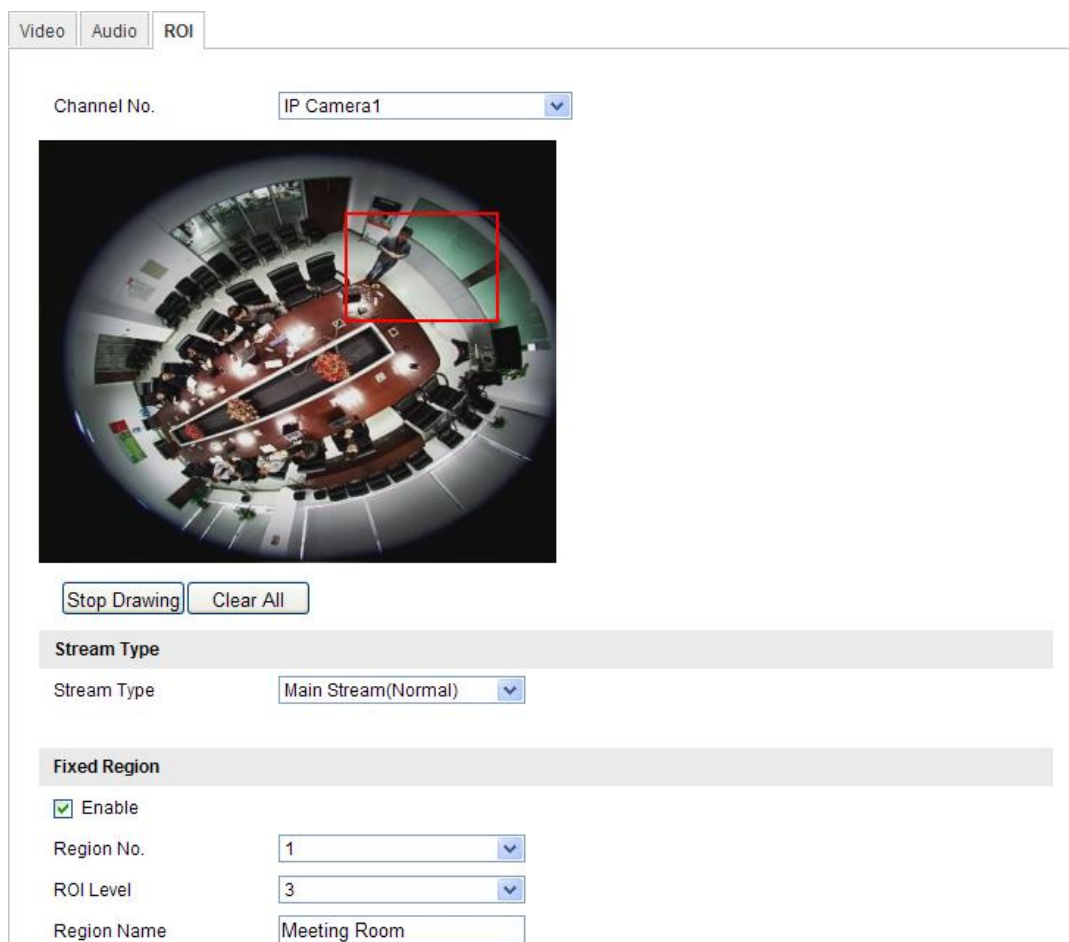 Video Audio ROI
Channel No. IP Camera1
Stop Drawing Clear All
Stream Type
Stream Type Main Stream(Normal)
Fixed Region
Enable
Region No. 1
ROI Level 3
Region Name Meeting Room